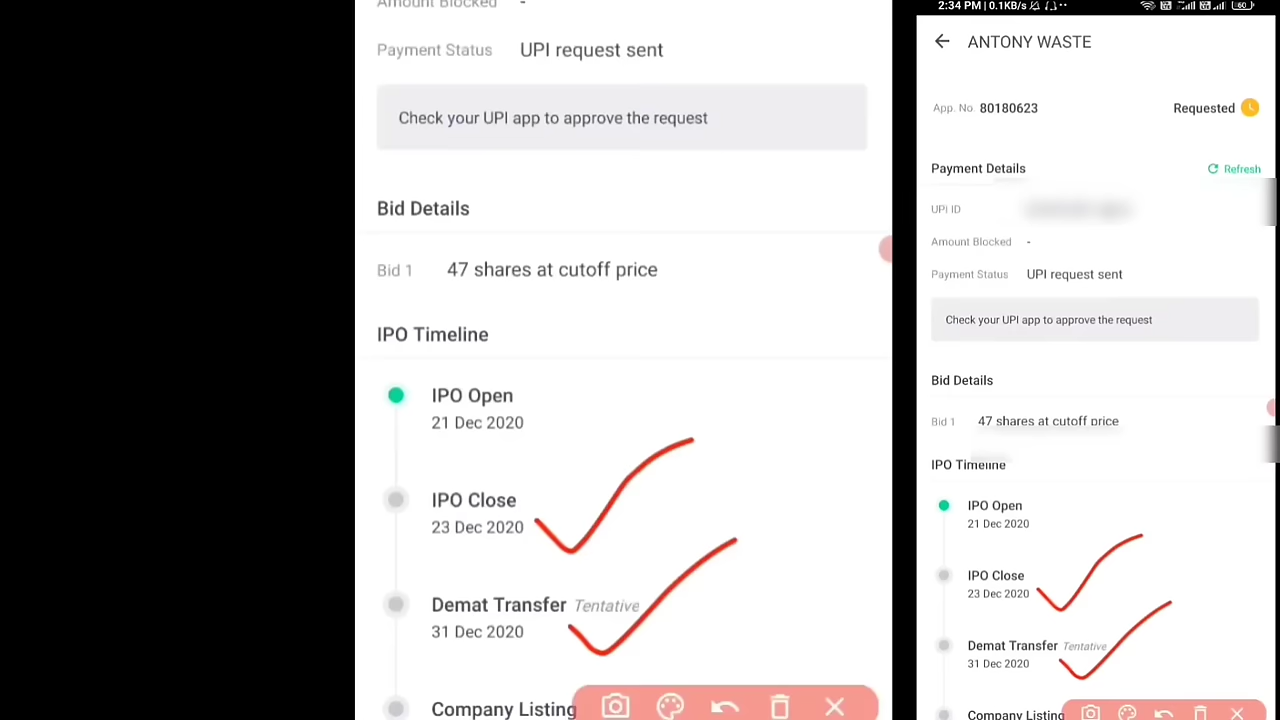 Amount Blocked -
Payment Status UPI request sent
Check your UPI app to approve the request
Bid Details
Bid 1 47 shares at cutoff price
IPO Timeline
IPO Open
21 Dec 2020
IPO Close
23 Dec 2020
Demat Transfer Tentative
31 Dec 2020
Company Listing
2:34 PM | 0.1KB/s
60
ANTONY WASTE
App. No. 80180623 Requested
Payment Details Refresh
UPI ID
Amount Blocked -
Payment Status UPI request sent
Check your UPI app to approve the request
Bid Details
Bid 1 47 shares at cutoff price
IPO Timeline
IPO Open
21 Dec 2020
IPO Close
23 Dec 2020
Demat Transfer Tentative
31 Dec 2020
Company Listing